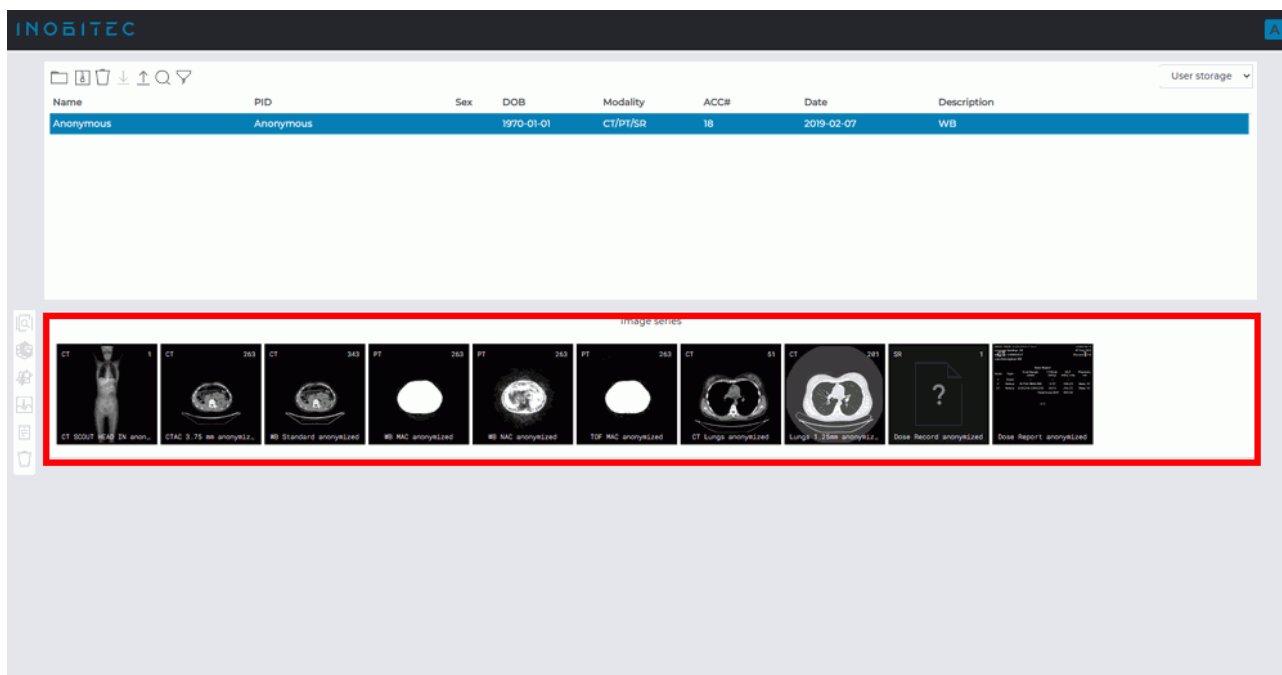 INOBITEC
A
User storage
Name PID Sex DOB Modality ACC# Date Description
Anonymous Anonymous 1970-01-01 CT/PT/SR 18 2019-02-07 WB
Image series
CT 1 CT 263 CT 343 PT 263 PT 263 PT 263 CT 51 CT 201 SR 1
CT SCOUT HEAD IN anon.. CTAC 3.75 mm anonymiz.. WB Standard anonymized WB MAC anonymized WB NAC anonymized TOF MAC anonymized CT Lungs anonymized Lungs 1.25mm anonymiz.. Dose Record anonymized Dose Report anonymized